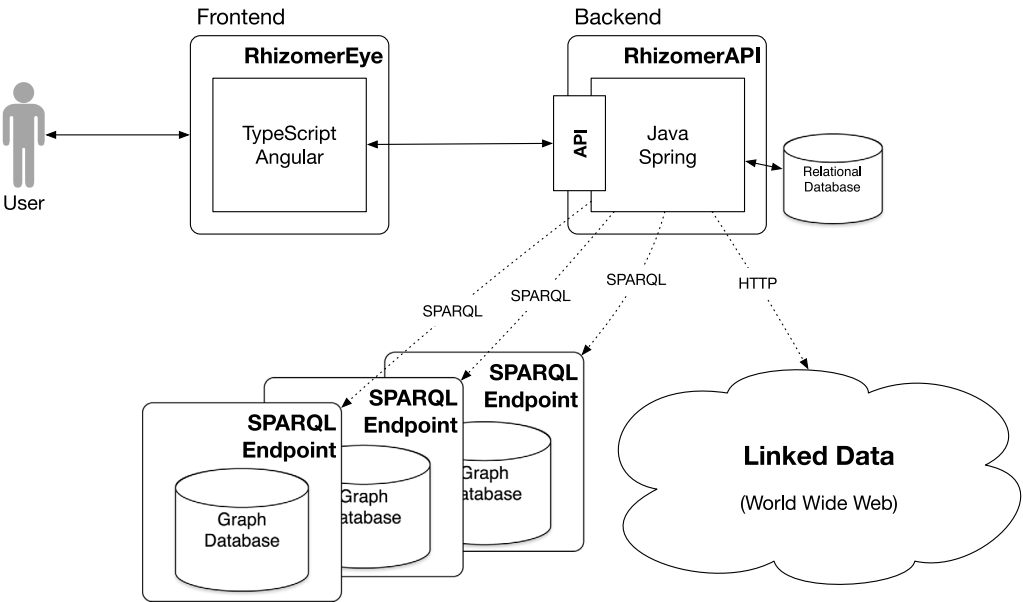 Frontend
Backend
RhizomerEye
RhizomerAPI
TypeScript
Angular
API
Java
Spring
Relational
Database
User
SPARQL
SPARQL
SPARQL
HTTP
SPARQL
Endpoint
Graph
Database
SPARQL
Endpoint
Graph
atabase
SPARQL
Endpoint
Graph
atabase
Linked Data
(World Wide Web)